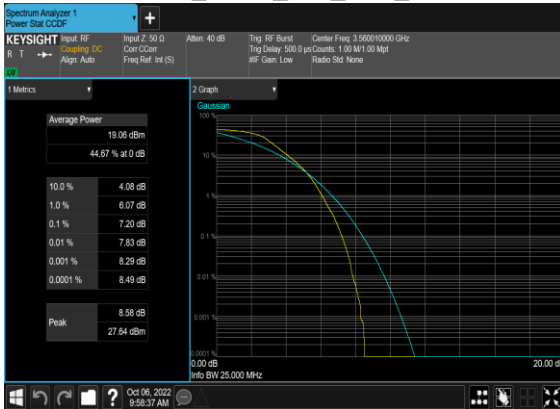 Spectrum Analyzer 1
Power Stat CCDF
KEYSIGHT Input: RF Input Z: 50 Ω Atten: 40 dB Trig: RF Burst Center Freq: 3.560010000 GHz
R T Coupling: DC Corr CCorr Trig Delay: 500.0 µs Counts: 1.00 M/1.00 Mpt
Align: Auto Freq Ref: Int (S) #IF Gain: Low Radio Std: None
LXI
1 Metrics
2 Graph
Average Power
19.06 dBm
44.67 % at 0 dB
10.0 % 4.08 dB
1.0 % 6.07 dB
0.1 % 7.20 dB
0.01 % 7.83 dB
0.001 % 8.29 dB
0.0001 % 8.49 dB
Peak
8.58 dB
27.64 dBm
Gaussian
100 %
10 %
1 %
0.1 %
0.01 %
0.001 %
0.0001 %
0.00 dB 20.00 d
Info BW 25.000 MHz
Oct 06, 2022
9:58:37 AM